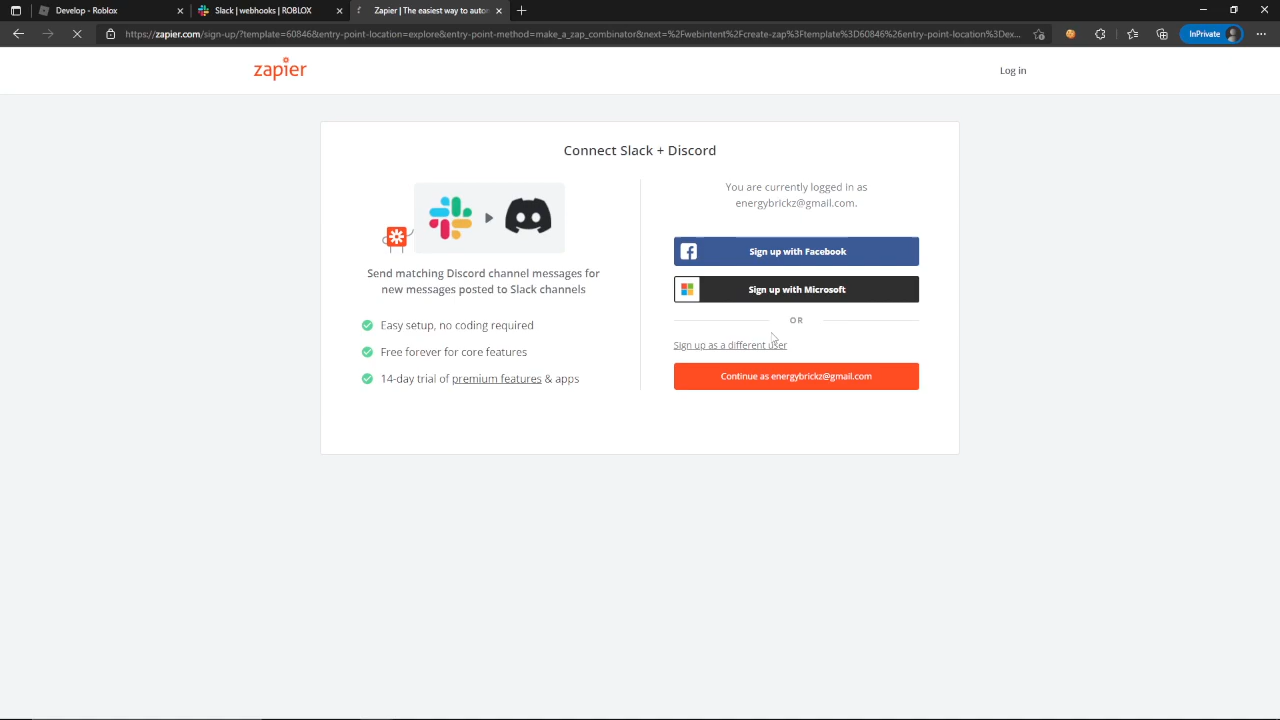 Develop - Roblox
Slack | webhooks | ROBLOX
Zapier | The easiest way to autor
https://zapier.com/sign-up/?template=60846&entry-point-location=explore&entry-point-method=make_a_zap_combinator&next=%2Fwebintent%2Fcreate-zap%3Ftemplate%3D60846%26entry-point-location%3Dex...
InPrivate
zapier
Log in
Connect Slack + Discord
Send matching Discord channel messages for
new messages posted to Slack channels
Easy setup, no coding required
Free forever for core features
14-day trial of premium features & apps
You are currently logged in as
energybrickz@gmail.com.
Sign up with Facebook
Sign up with Microsoft
OR
Sign up as a different user
Continue as energybrickz@gmail.com